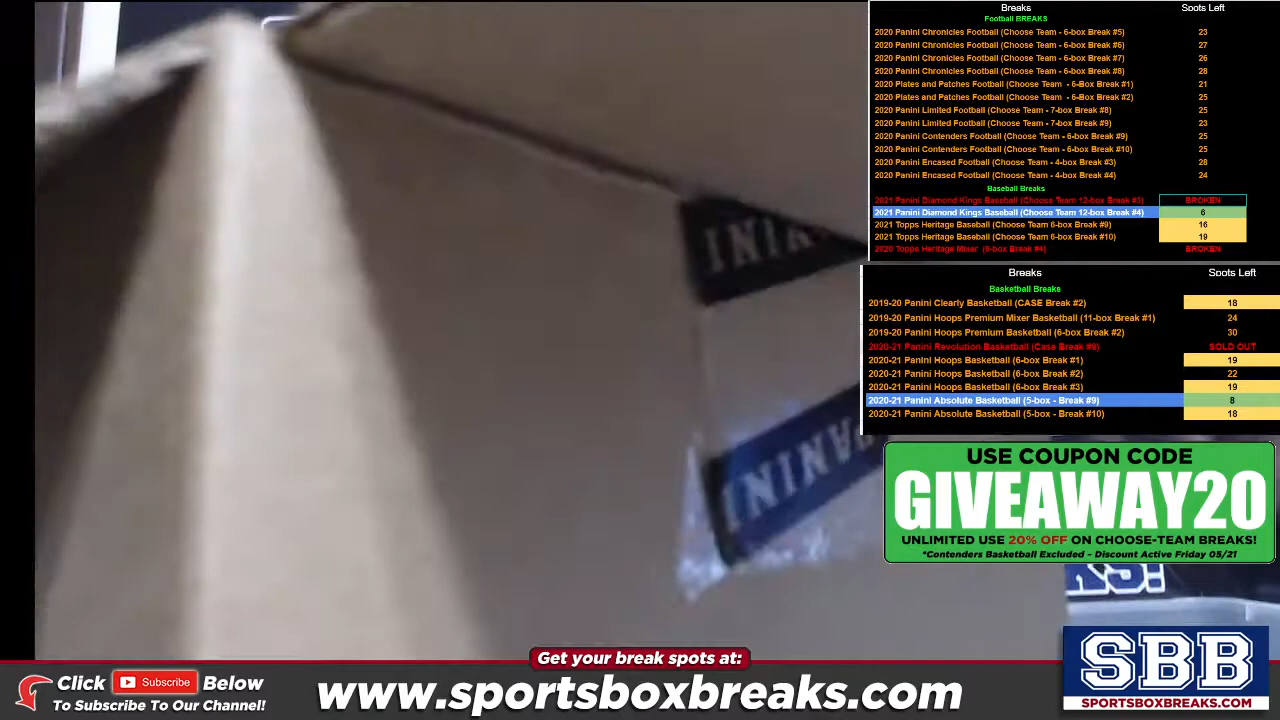 Breaks Spots Left
Football BREAKS
2020 Panini Chronicles Football (Choose Team - 6-box Break #5) 23
2020 Panini Chronicles Football (Choose Team - 6-box Break #6) 27
2020 Panini Chronicles Football (Choose Team - 6-box Break #7) 26
2020 Panini Chronicles Football (Choose Team - 6-box Break #8) 28
2020 Plates and Patches Football (Choose Team - 6-Box Break #1) 21
2020 Plates and Patches Football (Choose Team - 6-Box Break #2) 25
2020 Panini Limited Football (Choose Team - 7-box Break #8) 25
2020 Panini Limited Football (Choose Team - 7-box Break #9) 23
2020 Panini Contenders Football (Choose Team - 6-box Break #9) 25
2020 Panini Contenders Football (Choose Team - 6-box Break #10) 25
2020 Panini Encased Football (Choose Team - 4-box Break #3) 28
2020 Panini Encased Football (Choose Team - 4-box Break #4) 24
Baseball Breaks
2021 Panini Diamond Kings Baseball (Choose Team 12-box Break #3) BROKEN
2021 Panini Diamond Kings Baseball (Choose Team 12-box Break #4) 6
2021 Topps Heritage Baseball (Choose Team 6-box Break #9) 16
2021 Topps Heritage Baseball (Choose Team 6-box Break #10) 19
2020 Topps Heritage Mixer (8-box Break #4) BROKEN
Breaks Spots Left
Basketball Breaks
2019-20 Panini Clearly Basketball (CASE Break #2) 18
2019-20 Panini Hoops Premium Mixer Basketball (11-box Break #1) 24
2019-20 Panini Hoops Premium Basketball (6-box Break #2) 30
2020-21 Panini Revolution Basketball (Case Break #9) SOLD OUT
2020-21 Panini Hoops Basketball (6-box Break #1) 19
2020-21 Panini Hoops Basketball (6-box Break #2) 22
2020-21 Panini Hoops Basketball (6-box Break #3) 19
2020-21 Panini Absolute Basketball (5-box - Break #9) 8
2020-21 Panini Absolute Basketball (5-box - Break #10) 18
PANINI
USE COUPON CODE
GIVEAWAY20
UNLIMITED USE 20% OFF ON CHOOSE-TEAM BREAKS!
*Contenders Basketball Excluded - Discount Active Friday 05/21
Get your break spots at:
www.sportsboxbreaks.com
Click Subscribe Below
To Subscribe To Our Channel!
SBB
SPORTSBOXBREAKS.COM